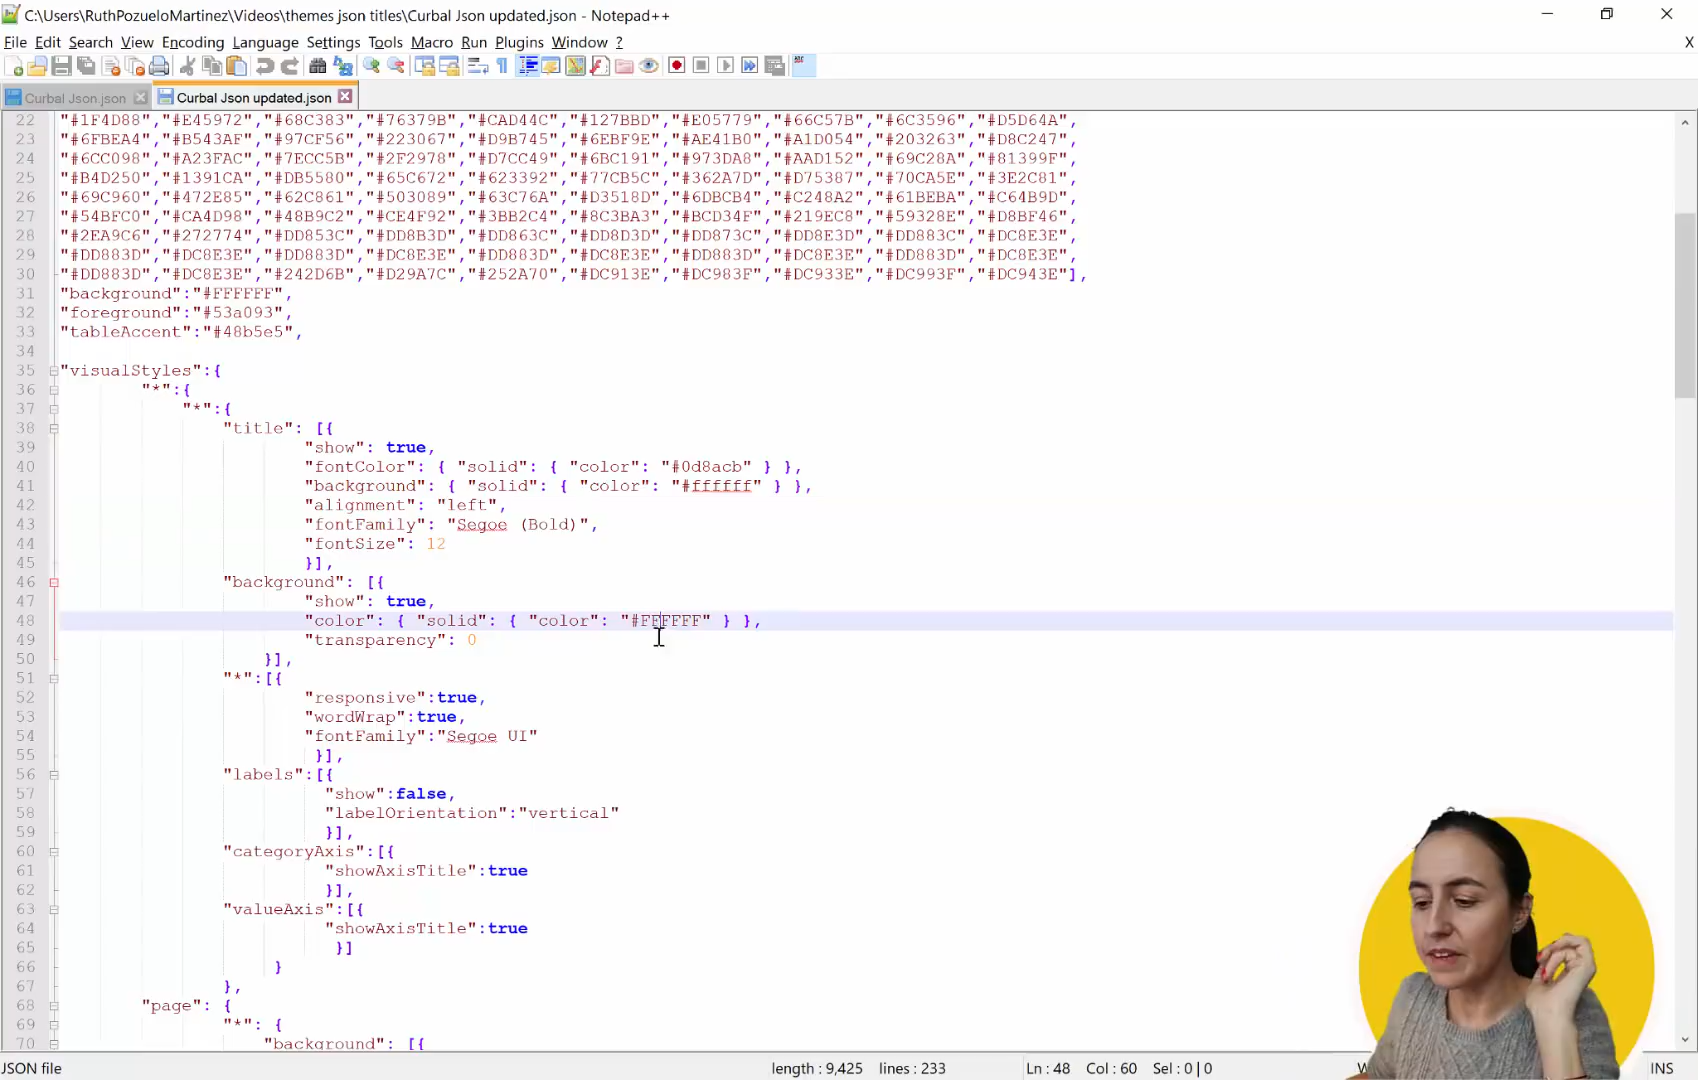 C:\Users\RuthPozueloMartinez\Videos\themes json titles\Curbal Json updated.json - Notepad++
File Edit Search View Encoding Language Settings Tools Macro Run Plugins Window ? X
Curbal Json json Curbal Json updated.json
22 "#1F4D88","#E45972","#68C383","#76379B","#CAD44C","#127BBD","#E05779","#66C57B","#6C3596","#D5D64A",
23 "#6FBEA4","#B543AF","#97CF56","#223067","#D9B745","#6EBF9E","#AE41B0","#A1D054","#203263","#D8C247",
24 "#6CC098","#A23FAC","#7ECC5B","#2F2978","#D7CC49","#6BC191","#973DA8","#AAD152","#69C28A","#81399F",
25 "#B4D250","#1391CA","#DB5580","#65C672","#623392","#77CB5C","#362A7D","#D75387","#70CA5E","#3E2C81",
26 "#69C960","#472E85","#62C861","#503089","#63C76A","#D3518D","#6DBCB4","#C248A2","#61BEBA","#C64B9D",
27 "#54BFC0","#CA4D98","#48B9C2","#CE4F92","#3BB2C4","#8C3BA3","#BCD34F","#219EC8","#59328E","#D8BF46",
28 "#2EA9C6","#272774","#DD853C","#DD8B3D","#DD863C","#DD8D3D","#DD873C","#DD8E3D","#DD883C","#DC8E3E",
29 "#DD883D","#DC8E3E","#DD883D","#DC8E3E","#DD883D","#DC8E3E","#DD883D","#DC8E3E","#DD883D","#DC8E3E",
30 "#DD883D","#DC8E3E","#242D6B","#D29A7C","#252A70","#DC913E","#DC983F","#DC933E","#DC993F","#DC943E"],
31 "background":"#FFFFFF",
32 "foreground":"#53a093",
33 "tableAccent":"#48b5e5",
34
35 "visualStyles":{
36 "*":{
37 "*":{
38 "title": [{
39 "show": true,
40 "fontColor": { "solid": { "color": "#0d8acb" } },
41 "background": { "solid": { "color": "#ffffff" } },
42 "alignment": "left",
43 "fontFamily": "Segoe (Bold)",
44 "fontSize": 12
45 }],
46 "background": [{
47 "show": true,
48 "color": { "solid": { "color": "#FFFFFF" } },
49 "transparency": 0
50 }],
51 "*":[{
52 "responsive":true,
53 "wordWrap":true,
54 "fontFamily":"Segoe UI"
55 }],
56 "labels":[{
57 "show":false,
58 "labelOrientation":"vertical"
59 }],
60 "categoryAxis":[{
61 "showAxisTitle":true
62 }],
63 "valueAxis":[{
64 "showAxisTitle":true
65 }]
66 }
67 },
68 "page": {
69 "*": {
70 "background": [{
JSON file length : 9,425 lines : 233 Ln : 48 Col : 60 Sel : 0 | 0 INS